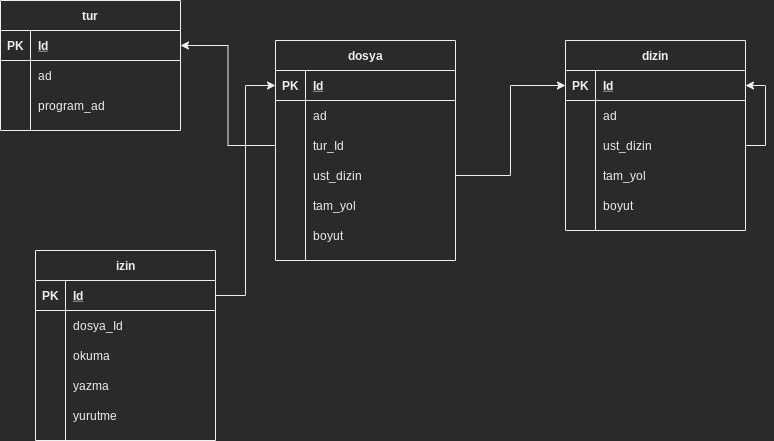 tur
PK Id
ad
program_ad
dosya
PK Id
ad
tur_Id
ust_dizin
tam_yol
boyut
dizin
PK Id
ad
ust_dizin
tam_yol
boyut
izin
PK Id
dosya_Id
okuma
yazma
yurutme